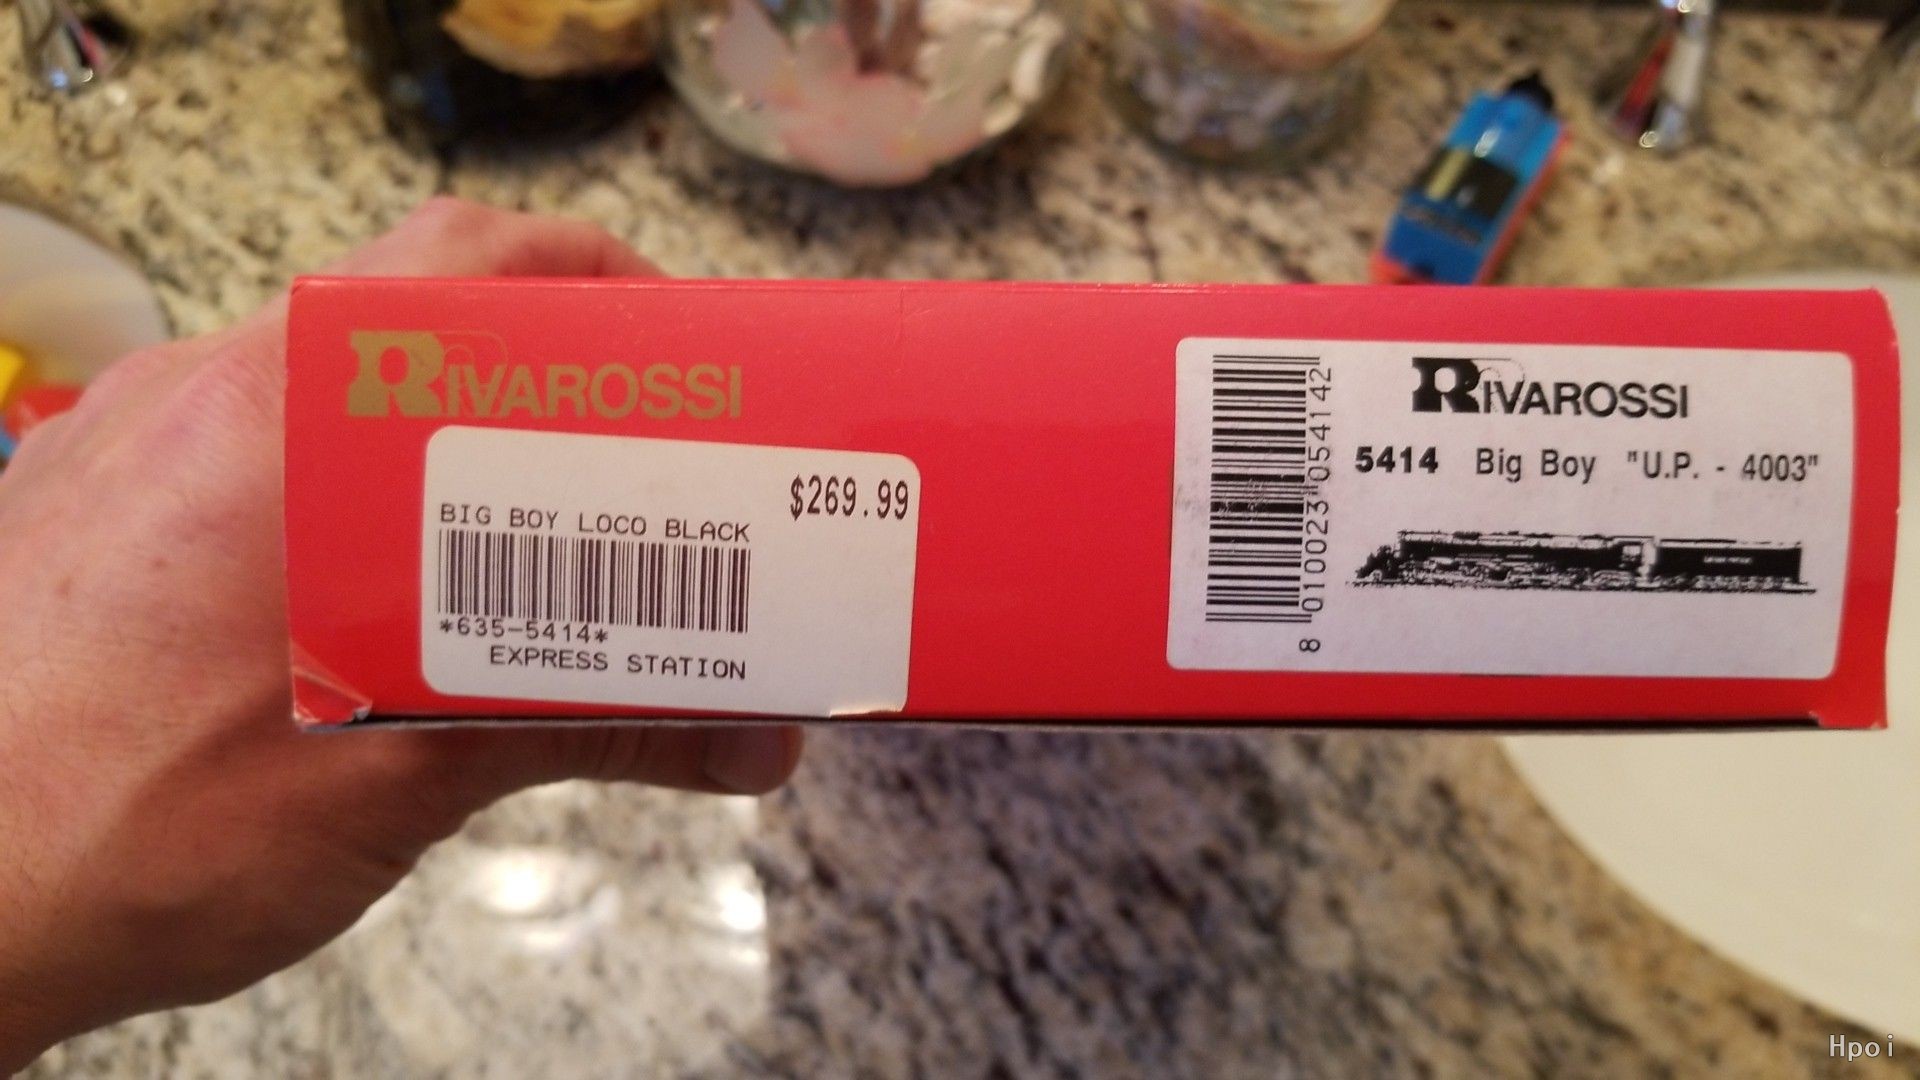 RIVAROSSI
$269.99
BIG BOY LOCO BLACK
*635-5414*
EXPRESS STATION
RIVAROSSI
5414 Big Boy "U.P. - 4003"
8 010023 054142
Hpoi